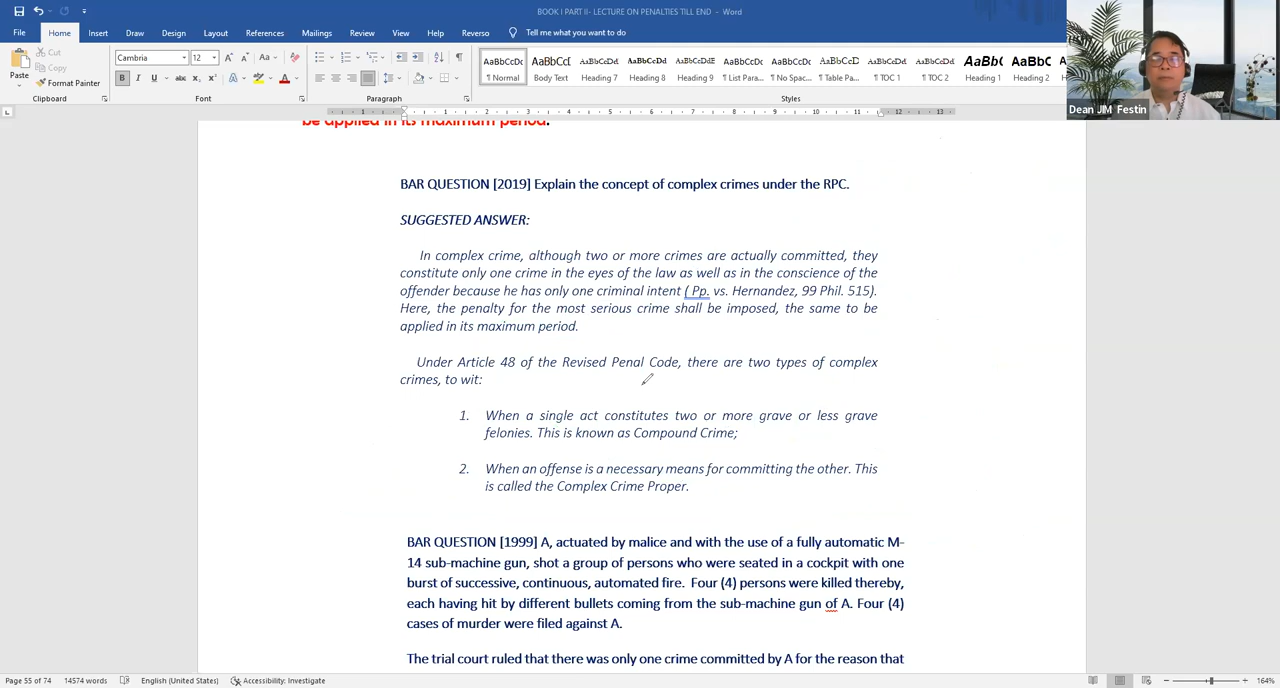 BOOK I PART II- LECTURE ON PENALTIES TILL END - Word
File Home Insert Draw Design Layout References Mailings Review View Help Reverso Tell me what you want to do
Paste
Cut
Copy
Format Painter
Clipboard
Cambria 12
Font
Paragraph
AaBbCcDc ¶ Normal
AaBbCcI Body Text
AaBbCcDc Heading 7
AaBbCcDc Heading 8
AaBbCcDc Heading 9
AaBbCcDc ¶ List Para...
AaBbCcDc ¶ No Spac...
AaBbCcD ¶ Table Pa...
AaBbCcDc ¶ TOC 1
AaBbCcDc ¶ TOC 2
AaBb( Heading 1
AaBbC Heading 2
Styles
Dean JM Festin
be applied in its maximum period.
BAR QUESTION [2019] Explain the concept of complex crimes under the RPC.
SUGGESTED ANSWER:
In complex crime, although two or more crimes are actually committed, they
constitute only one crime in the eyes of the law as well as in the conscience of the
offender because he has only one criminal intent ( Pp. vs. Hernandez, 99 Phil. 515).
Here, the penalty for the most serious crime shall be imposed, the same to be
applied in its maximum period.
Under Article 48 of the Revised Penal Code, there are two types of complex
crimes, to wit:
1. When a single act constitutes two or more grave or less grave
felonies. This is known as Compound Crime;
2. When an offense is a necessary means for committing the other. This
is called the Complex Crime Proper.
BAR QUESTION [1999] A, actuated by malice and with the use of a fully automatic M-
14 sub-machine gun, shot a group of persons who were seated in a cockpit with one
burst of successive, continuous, automated fire. Four (4) persons were killed thereby,
each having hit by different bullets coming from the sub-machine gun of A. Four (4)
cases of murder were filed against A.
The trial court ruled that there was only one crime committed by A for the reason that
Page 55 of 74 14574 words English (United States) Accessibility: Investigate 164%